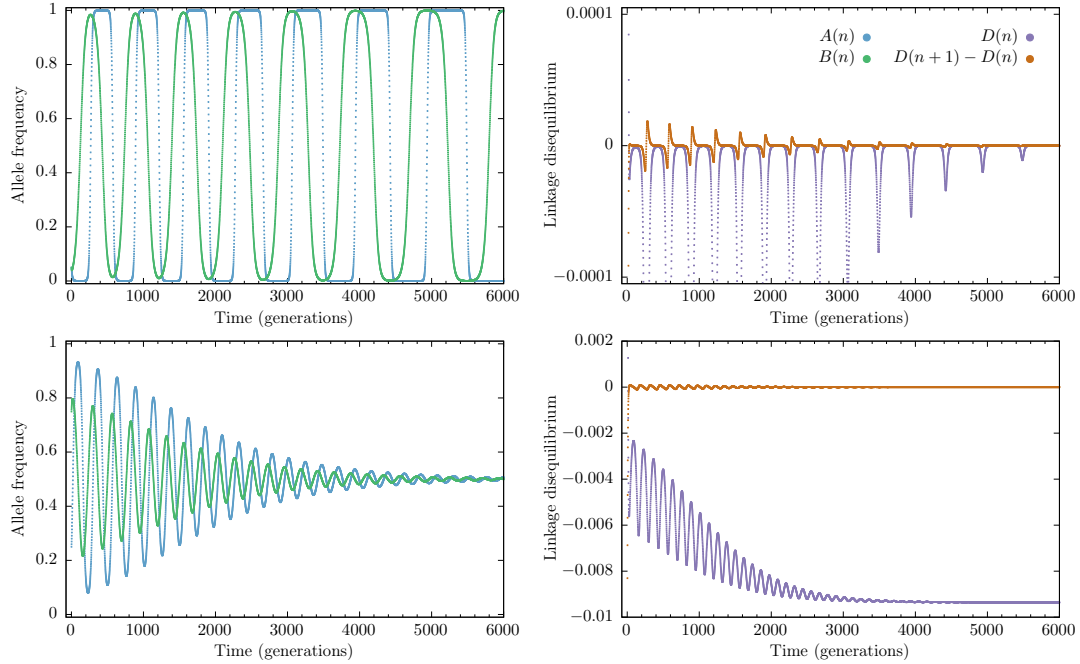 1
0.8
0.6
0.4
0.2
0
Allele frequency
0 1000 2000 3000 4000 5000 6000
Time (generations)
0.0001
0
−0.0001
Linkage disequilibrium
A(n) D(n)
B(n) D(n+1) − D(n)
0 1000 2000 3000 4000 5000 6000
Time (generations)
1
0.8
0.6
0.4
0.2
0
Allele frequency
0 1000 2000 3000 4000 5000 6000
Time (generations)
0.002
0
−0.002
−0.004
−0.006
−0.008
−0.01
Linkage disequilibrium
0 1000 2000 3000 4000 5000 6000
Time (generations)